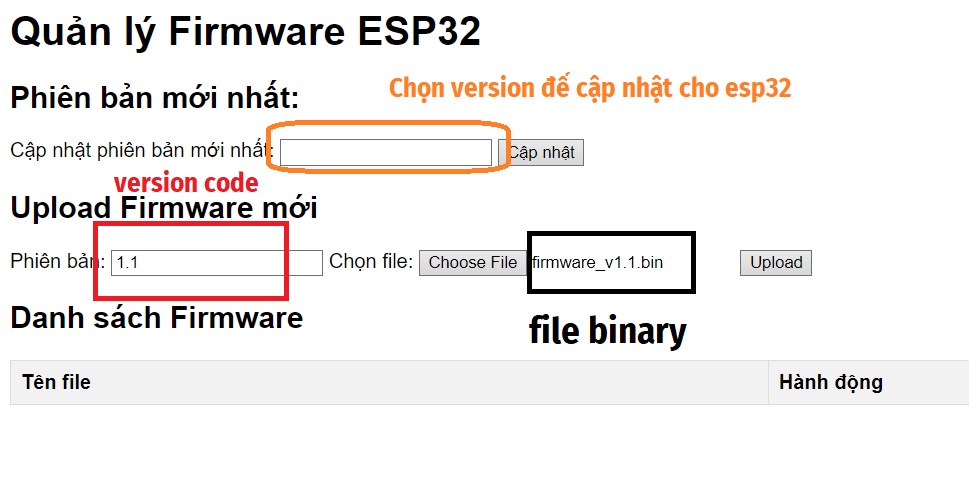 Quản lý Firmware ESP32
Phiên bản mới nhất:
Chọn version để cập nhật cho esp32
Cập nhật phiên bản mới nhất:
Cập nhật
version code
Upload Firmware mới
Phiên bản: 1.1 Chọn file: Choose File firmware_v1.1.bin Upload
Danh sách Firmware
file binary
Tên file Hành động